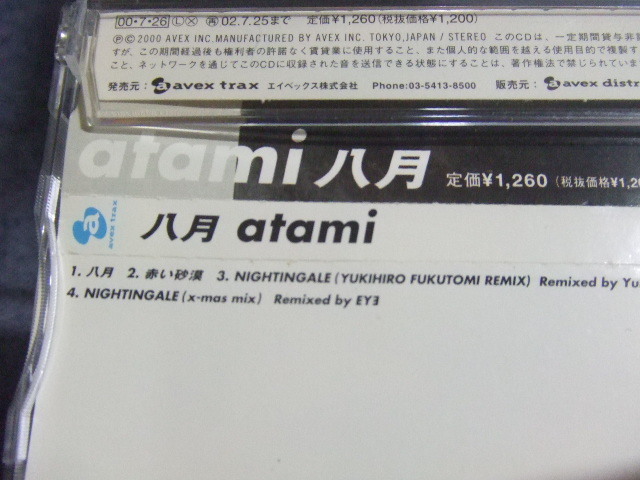 00・7・26 Ⓛ Ⓧ 再 02.7.25まで 定価¥1,260(税抜価格¥1,200)
ⓅⒸ 2000 AVEX INC.MANUFACTURED BY AVEX INC. TOKYO,JAPAN / STEREO このCDは、一定期間貸与非
すが、この期間経過後も権利者の許諾なく賃貸業に使用すること、また個人的な範囲を越える使用目的で複製す
こと、ネットワークを通じてこのCDに収録された音を送信できる状態にすることは、著作権法で禁じられていま
発売元: avex trax エイベックス株式会社 Phone:03-5413-8500 販売元: avex distr
atami 八月 定価¥1,260 (税抜価格¥1,20
avex trax 八月 atami
1. 八月 2. 赤い砂漠 3. NIGHTINGALE (YUKIHIRO FUKUTOMI REMIX) Remixed by Yu
4. NIGHTINGALE (x-mas mix) Remixed by EYƎ